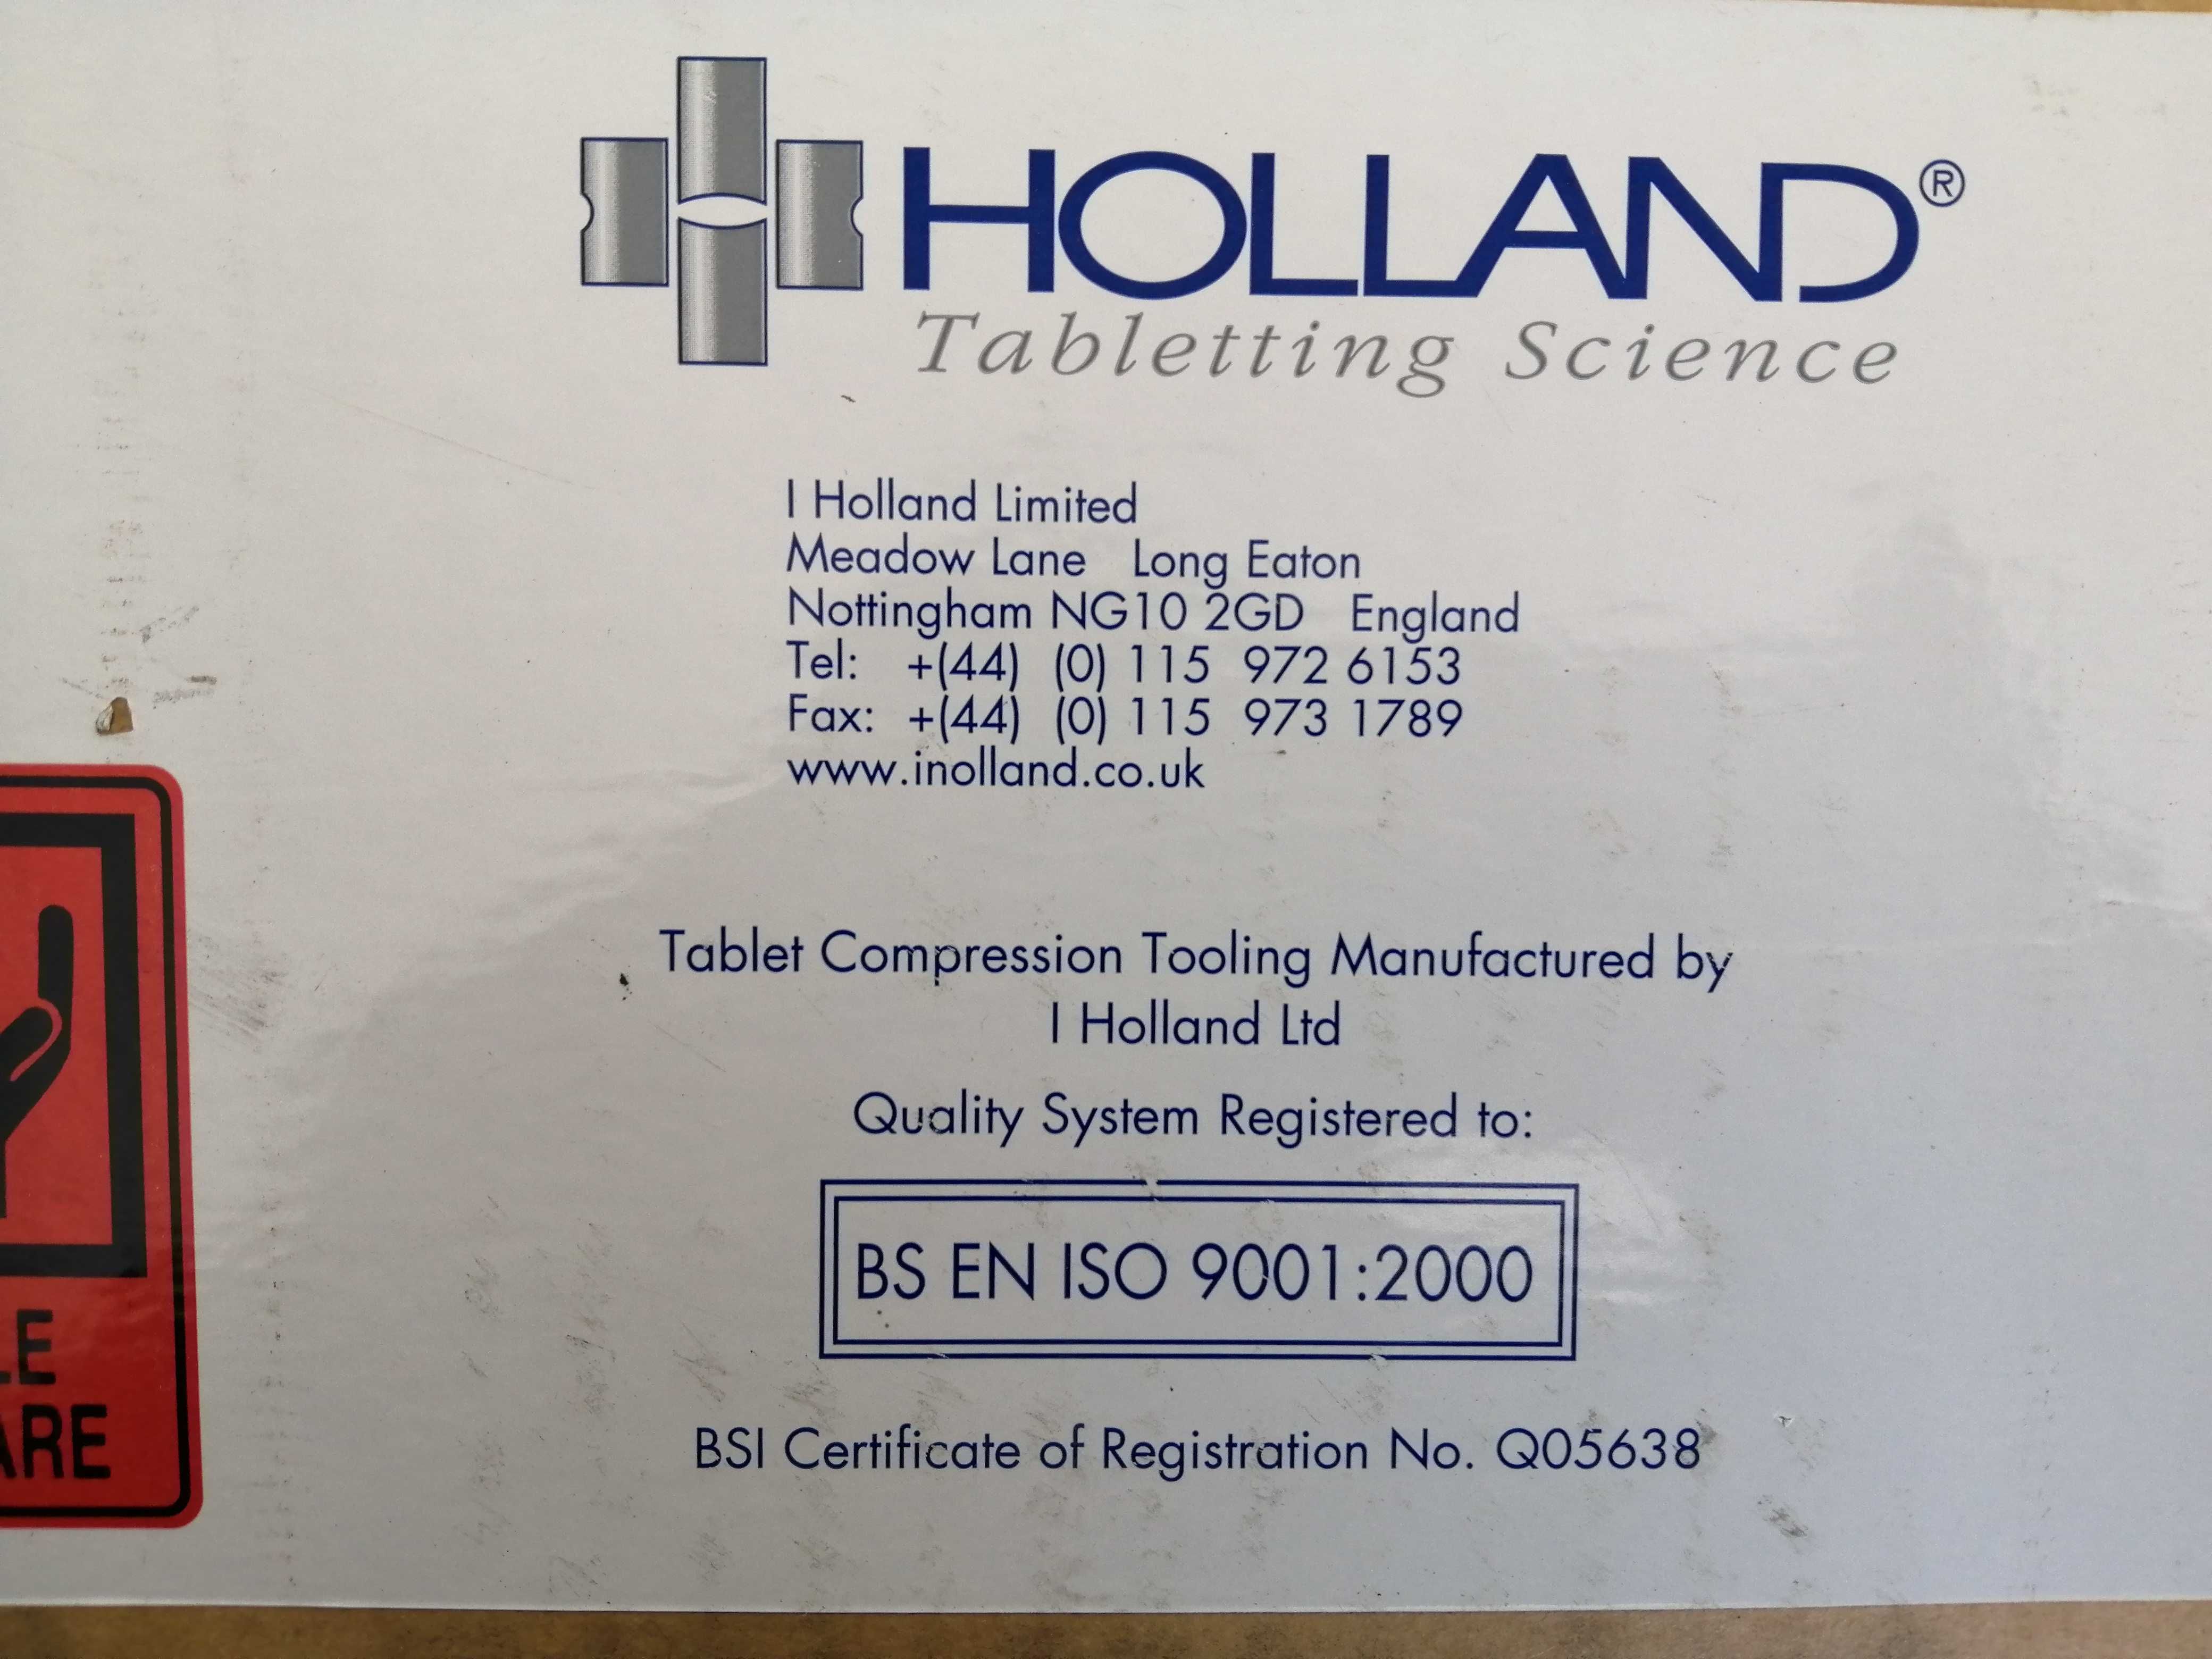 HOLLAND®
Tabletting Science
I Holland Limited
Meadow Lane Long Eaton
Nottingham NG10 2GD England
Tel: +(44) (0) 115 972 6153
Fax: +(44) (0) 115 973 1789
www.inolland.co.uk
Tablet Compression Tooling Manufactured by
I Holland Ltd
Quality System Registered to:
BS EN ISO 9001:2000
BSI Certificate of Registration No. Q05638
LE
ARE